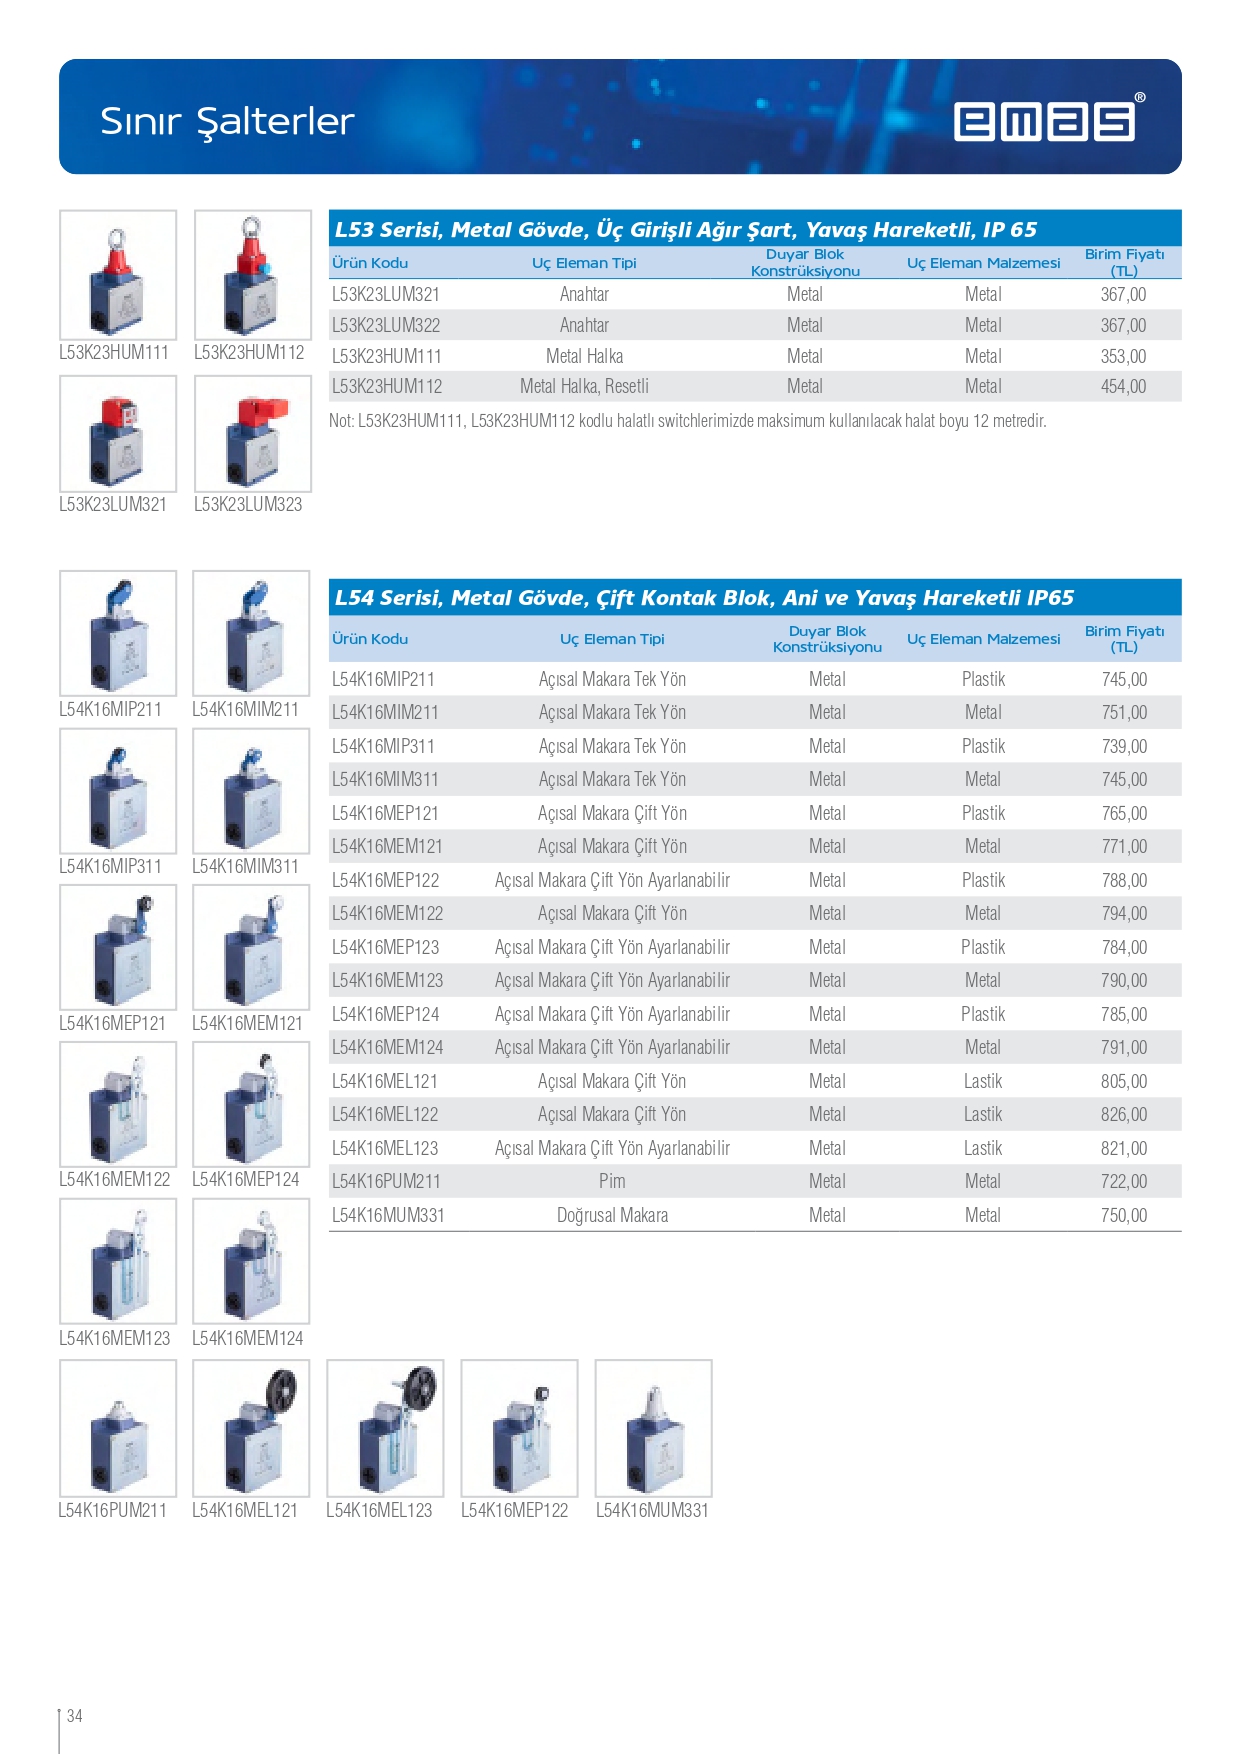 Sınır Şalterler
emas®
L53K23HUM111 L53K23HUM112
L53K23LUM321 L53K23LUM323
L53 Serisi, Metal Gövde, Üç Girişli Ağır Şart, Yavaş Hareketli, IP 65
Ürün Kodu Uç Eleman Tipi Duyar Blok Konstrüksiyonu Uç Eleman Malzemesi Birim Fiyatı (TL)
L53K23LUM321 Anahtar Metal Metal 367,00
L53K23LUM322 Anahtar Metal Metal 367,00
L53K23HUM111 Metal Halka Metal Metal 353,00
L53K23HUM112 Metal Halka, Resetli Metal Metal 454,00
Not: L53K23HUM111, L53K23HUM112 kodlu halatlı switchlerimizde maksimum kullanılacak halat boyu 12 metredir.
L54K16MIP211 L54K16MIM211
L54K16MIP311 L54K16MIM311
L54K16MEP121 L54K16MEM121
L54K16MEM122 L54K16MEP124
L54K16MEM123 L54K16MEM124
L54 Serisi, Metal Gövde, Çift Kontak Blok, Ani ve Yavaş Hareketli IP65
Ürün Kodu Uç Eleman Tipi Duyar Blok Konstrüksiyonu Uç Eleman Malzemesi Birim Fiyatı (TL)
L54K16MIP211 Açısal Makara Tek Yön Metal Plastik 745,00
L54K16MIM211 Açısal Makara Tek Yön Metal Metal 751,00
L54K16MIP311 Açısal Makara Tek Yön Metal Plastik 739,00
L54K16MIM311 Açısal Makara Tek Yön Metal Metal 745,00
L54K16MEP121 Açısal Makara Çift Yön Metal Plastik 765,00
L54K16MEM121 Açısal Makara Çift Yön Metal Metal 771,00
L54K16MEP122 Açısal Makara Çift Yön Ayarlanabilir Metal Plastik 788,00
L54K16MEM122 Açısal Makara Çift Yön Metal Metal 794,00
L54K16MEP123 Açısal Makara Çift Yön Ayarlanabilir Metal Plastik 784,00
L54K16MEM123 Açısal Makara Çift Yön Ayarlanabilir Metal Metal 790,00
L54K16MEP124 Açısal Makara Çift Yön Ayarlanabilir Metal Plastik 785,00
L54K16MEM124 Açısal Makara Çift Yön Ayarlanabilir Metal Metal 791,00
L54K16MEL121 Açısal Makara Çift Yön Metal Lastik 805,00
L54K16MEL122 Açısal Makara Çift Yön Metal Lastik 826,00
L54K16MEL123 Açısal Makara Çift Yön Ayarlanabilir Metal Lastik 821,00
L54K16PUM211 Pim Metal Metal 722,00
L54K16MUM331 Doğrusal Makara Metal Metal 750,00
L54K16PUM211 L54K16MEL121 L54K16MEL123 L54K16MEP122 L54K16MUM331
34